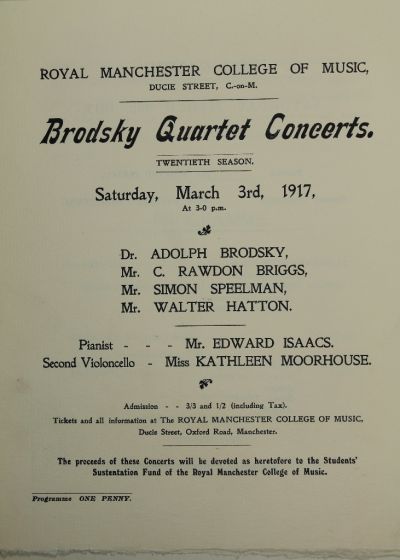 ROYAL MANCHESTER COLLEGE OF MUSIC,
DUCIE STREET, C.-on-M.
Brodsky Quartet Concerts.
TWENTIETH SEASON.
Saturday, March 3rd, 1917,
At 3-0 p.m.
Dr. ADOLPH BRODSKY,
Mr. C. RAWDON BRIGGS,
Mr. SIMON SPEELMAN,
Mr. WALTER HATTON.
Pianist - - - Mr. EDWARD ISAACS.
Second Violoncello - Miss KATHLEEN MOORHOUSE.
Admission - - 3/3 and 1/2 (including Tax).
Tickets and all information at The ROYAL MANCHESTER COLLEGE OF MUSIC,
Ducie Street, Oxford Road, Manchester.
The proceeds of these Concerts will be devoted as heretofore to the Students'
Sustentation Fund of the Royal Manchester College of Music.
Programme ONE PENNY.